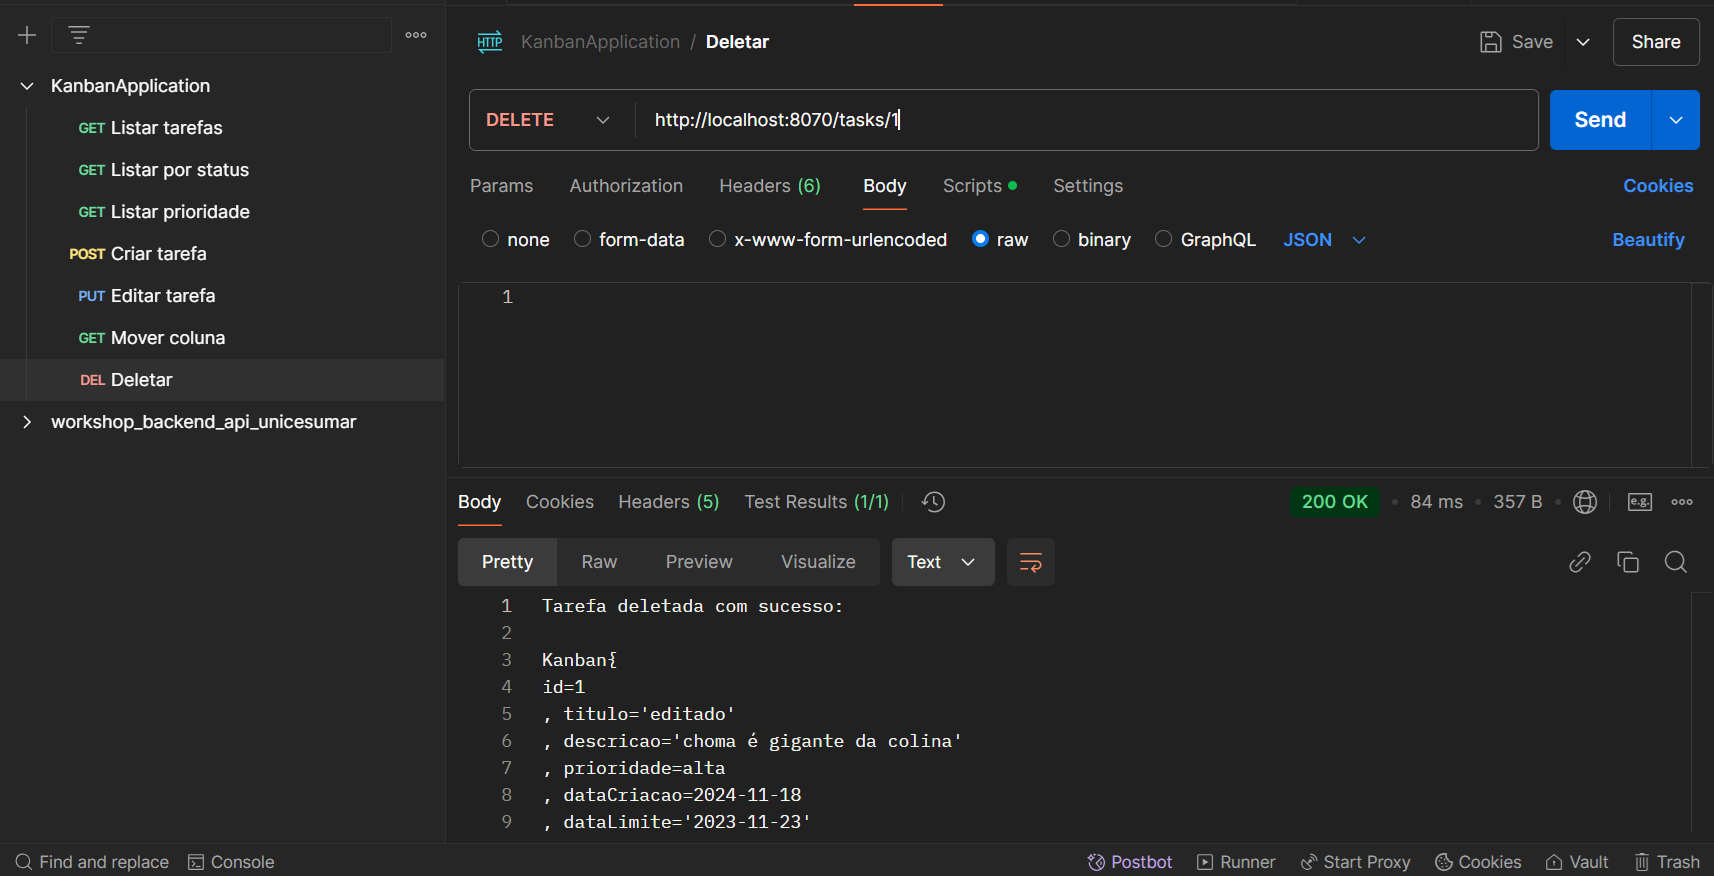 KanbanApplication
GET Listar tarefas
GET Listar por status
GET Listar prioridade
POST Criar tarefa
PUT Editar tarefa
GET Mover coluna
DEL Deletar
workshop_backend_api_unicesumar
HTTP KanbanApplication / Deletar
Save
Share
DELETE http://localhost:8070/tasks/1
Send
Params Authorization Headers (6) Body Scripts Settings Cookies
none form-data x-www-form-urlencoded raw binary GraphQL JSON Beautify
1
Body Cookies Headers (5) Test Results (1/1) 200 OK • 84 ms • 357 B • e.g.
Pretty Raw Preview Visualize Text
1 Tarefa deletada com sucesso:
2
3 Kanban{
4 id=1
5 , titulo='editado'
6 , descricao='choma é gigante da colina'
7 , prioridade=alta
8 , dataCriacao=2024-11-18
9 , dataLimite='2023-11-23'
Find and replace Console Postbot Runner Start Proxy Cookies Vault Trash